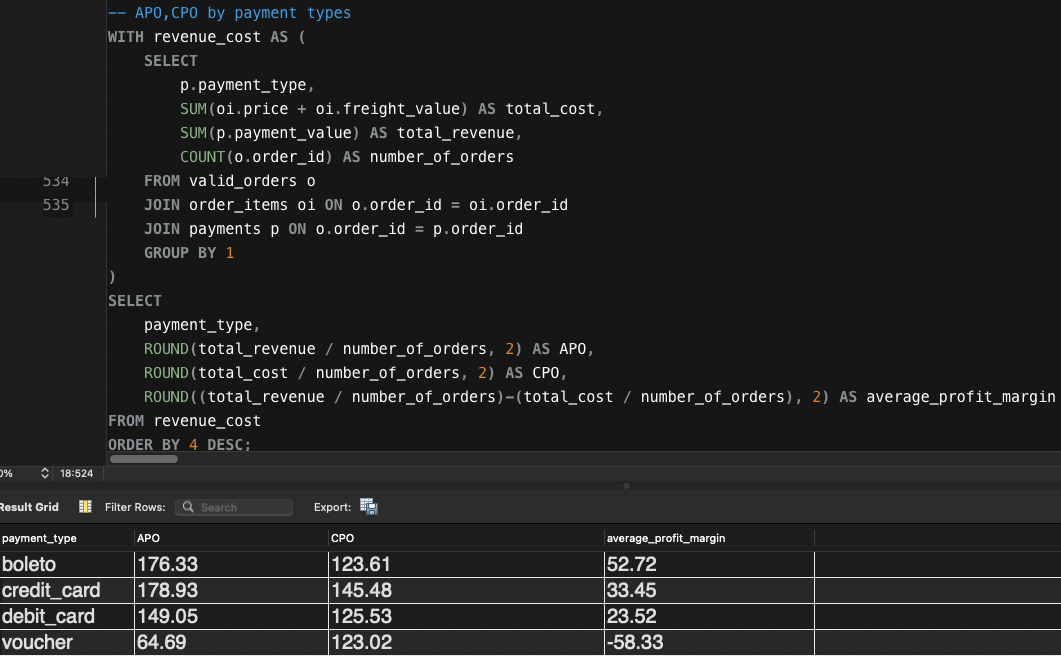 -- APO,CPO by payment types
WITH revenue_cost AS (
SELECT
p.payment_type,
SUM(oi.price + oi.freight_value) AS total_cost,
SUM(p.payment_value) AS total_revenue,
COUNT(o.order_id) AS number_of_orders
534 FROM valid_orders o
535 JOIN order_items oi ON o.order_id = oi.order_id
JOIN payments p ON o.order_id = p.order_id
GROUP BY 1
)
SELECT
payment_type,
ROUND(total_revenue / number_of_orders, 2) AS APO,
ROUND(total_cost / number_of_orders, 2) AS CPO,
ROUND((total_revenue / number_of_orders)-(total_cost / number_of_orders), 2) AS average_profit_margin
FROM revenue_cost
ORDER BY 4 DESC;
0% 18:524
Result Grid Filter Rows: Search Export:
payment_type APO CPO average_profit_margin
boleto 176.33 123.61 52.72
credit_card 178.93 145.48 33.45
debit_card 149.05 125.53 23.52
voucher 64.69 123.02 -58.33